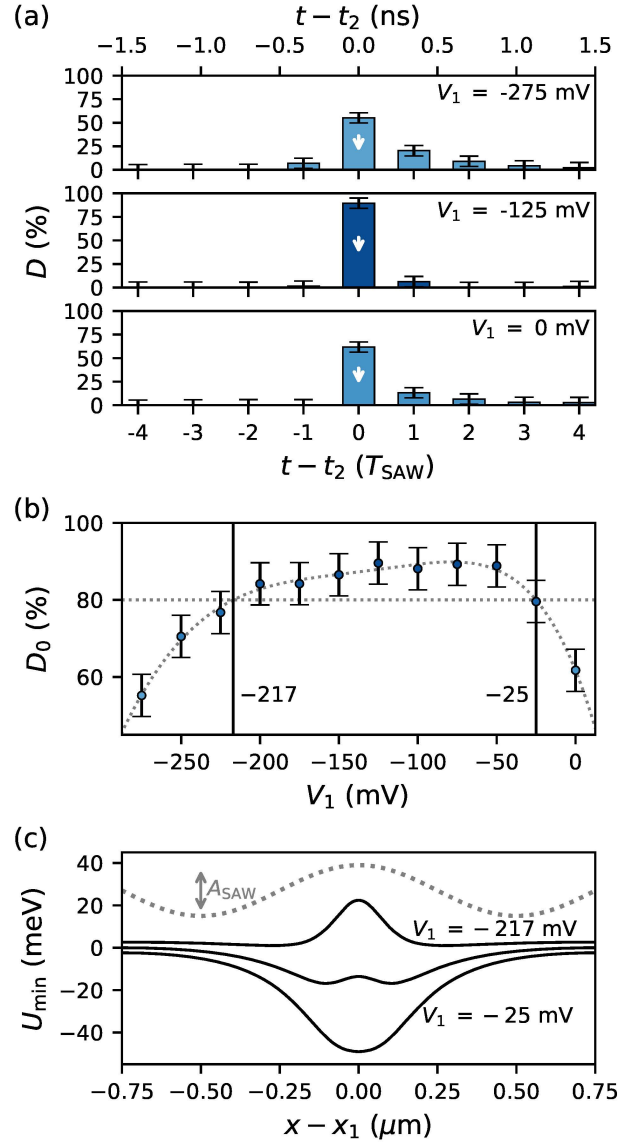 (a)
t − t₂ (ns)
−1.5 −1.0 −0.5 0.0 0.5 1.0 1.5
100
75
50
25
0
V₁ = -275 mV
100
75
50
25
0
V₁ = -125 mV
100
75
50
25
0
V₁ = 0 mV
D (%)
-4 -3 -2 -1 0 1 2 3 4
t − t₂ (T_SAW)
(b)
100
80
60
D₀ (%)
−217
−25
−250 −200 −150 −100 −50 0
V₁ (mV)
(c)
40
20
0
−20
−40
U_min (meV)
A_SAW
V₁ = −217 mV
V₁ = −25 mV
−0.75 −0.50 −0.25 0.00 0.25 0.50 0.75
x − x₁ (μm)